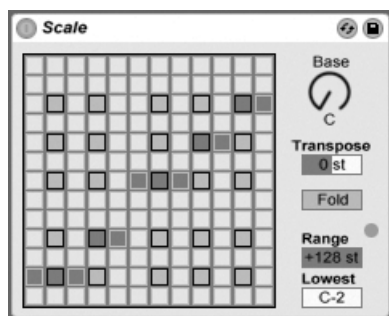 Scale
Base
C
Transpose
0 st
Fold
Range
+128 st
Lowest
C-2